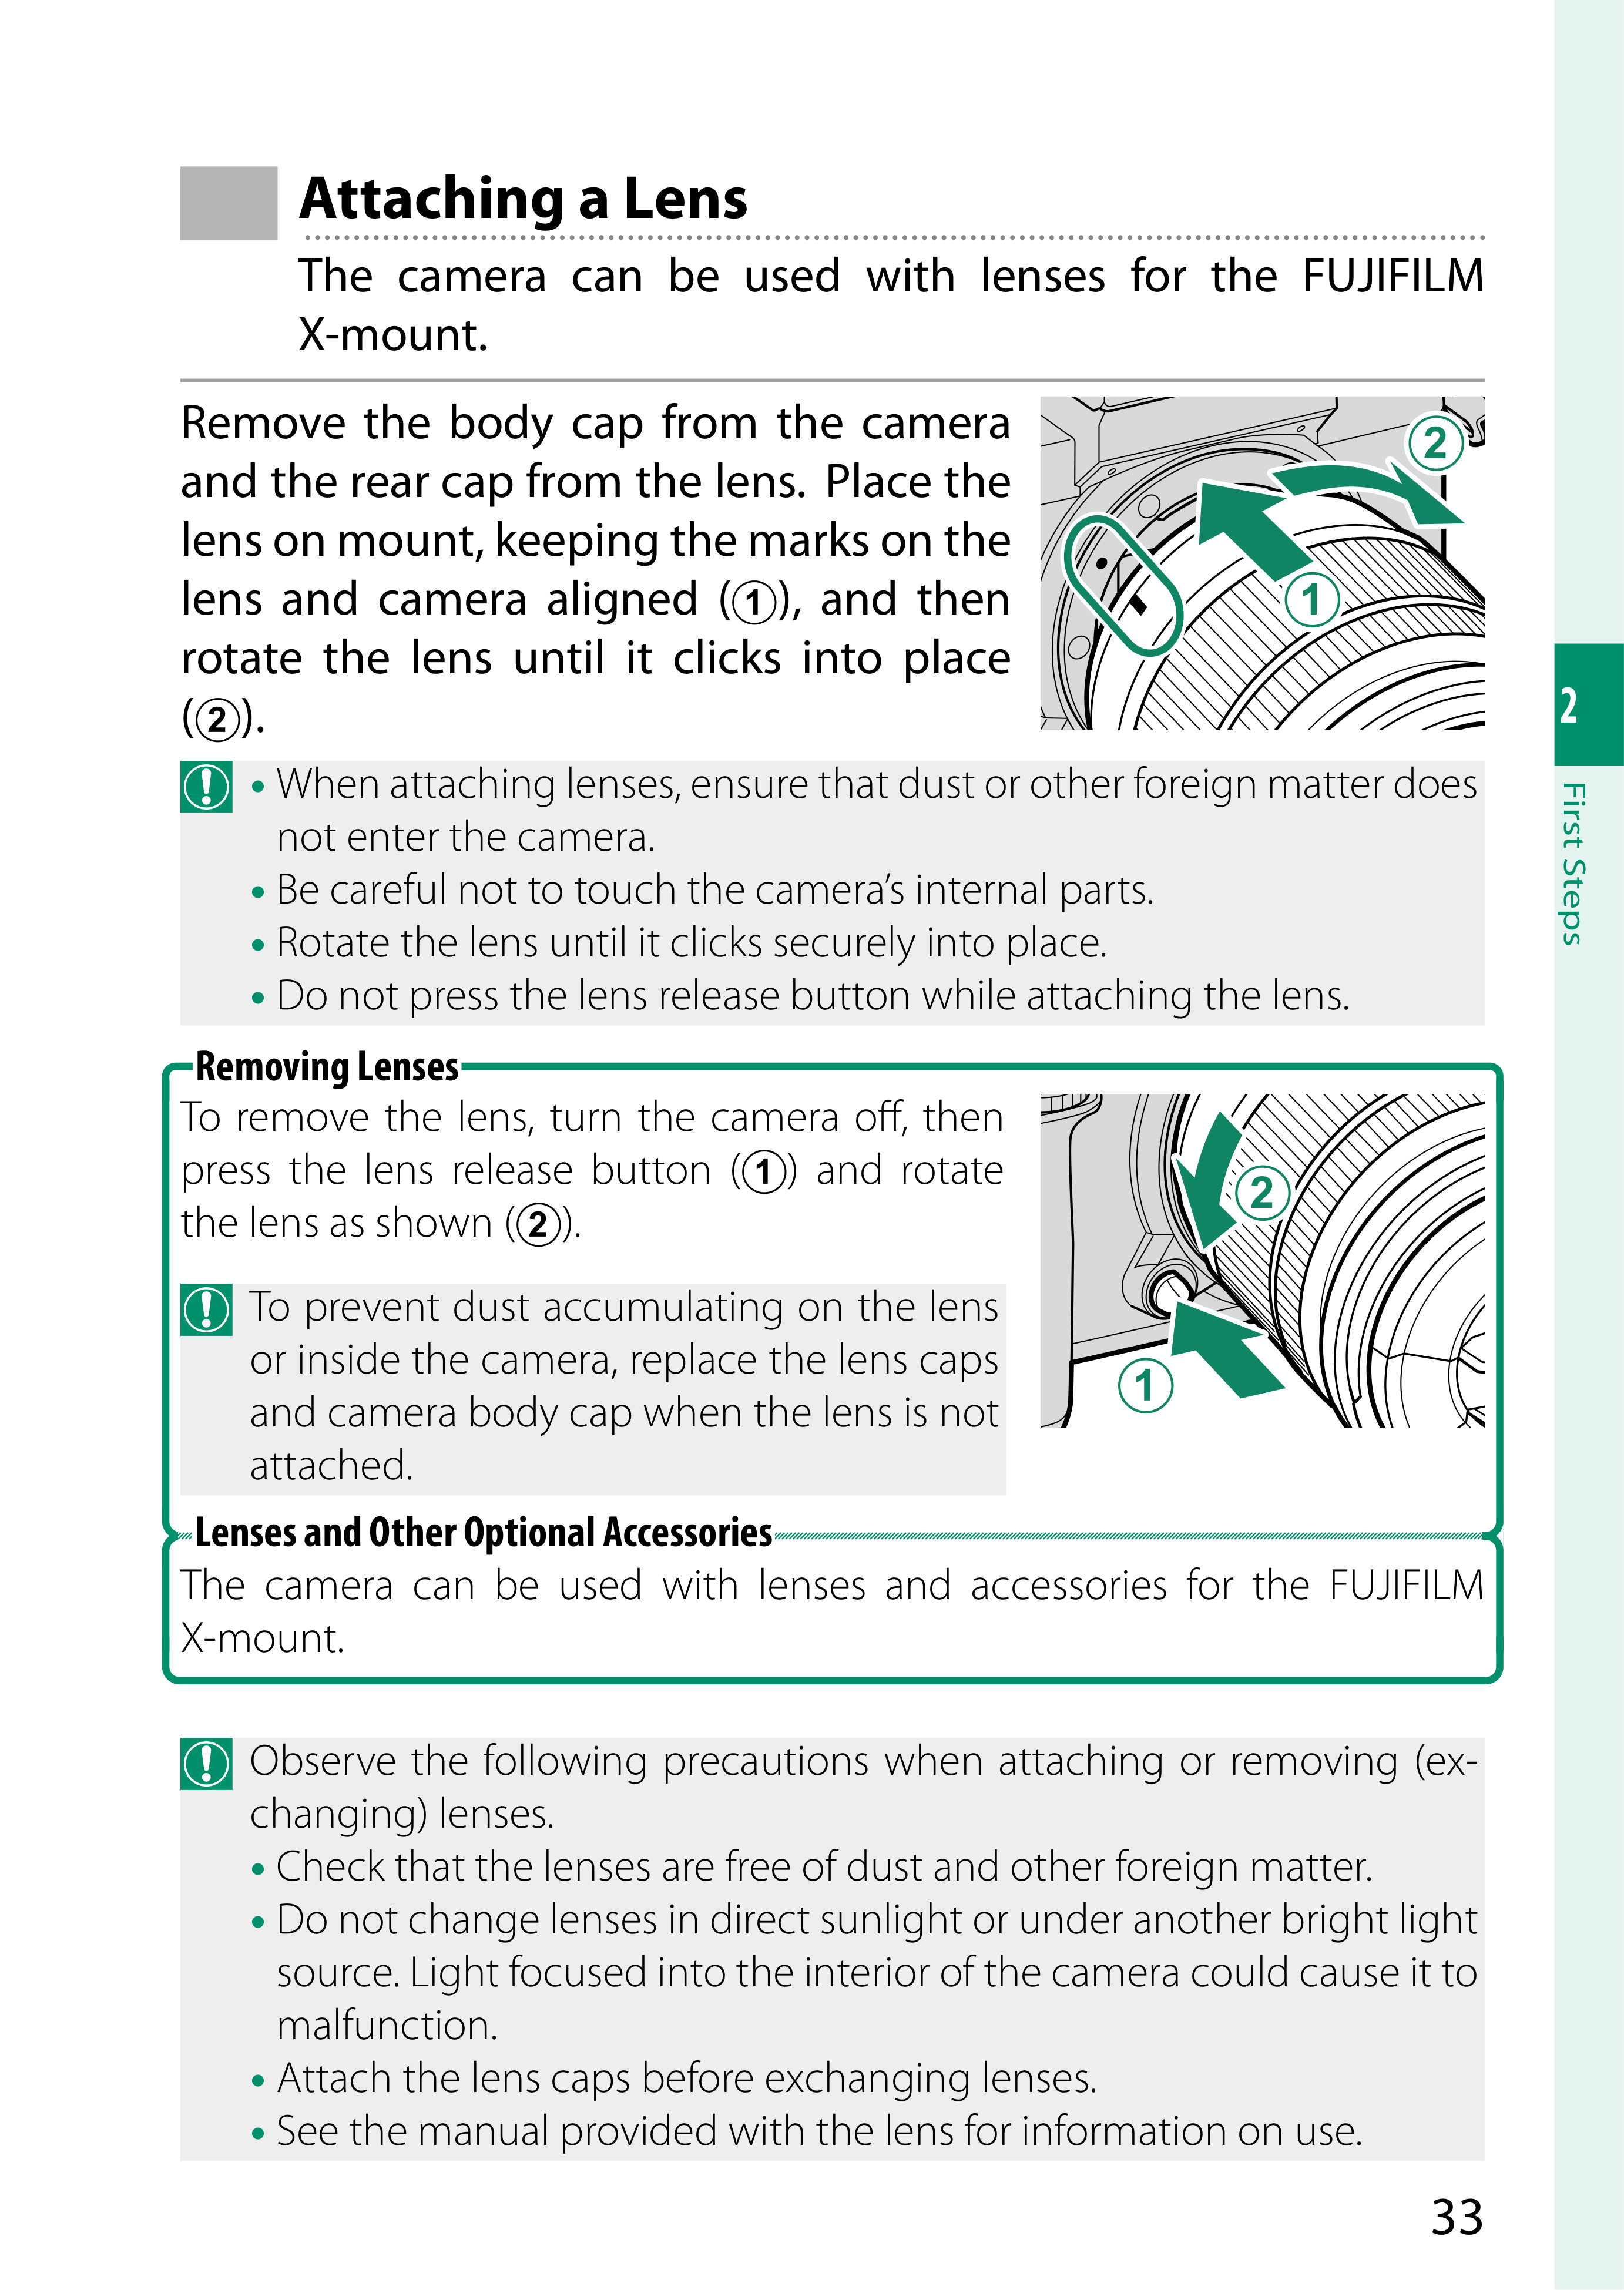 Attaching a Lens
The camera can be used with lenses for the FUJIFILM
X-mount.
Remove the body cap from the camera
and the rear cap from the lens. Place the
lens on mount, keeping the marks on the
lens and camera aligned (①), and then
rotate the lens until it clicks into place
(②).
②
①
• When attaching lenses, ensure that dust or other foreign matter does
not enter the camera.
• Be careful not to touch the camera’s internal parts.
• Rotate the lens until it clicks securely into place.
• Do not press the lens release button while attaching the lens.
Removing Lenses
To remove the lens, turn the camera off, then
press the lens release button (①) and rotate
the lens as shown (②).
②
①
To prevent dust accumulating on the lens
or inside the camera, replace the lens caps
and camera body cap when the lens is not
attached.
Lenses and Other Optional Accessories
The camera can be used with lenses and accessories for the FUJIFILM
X-mount.
Observe the following precautions when attaching or removing (ex-
changing) lenses.
• Check that the lenses are free of dust and other foreign matter.
• Do not change lenses in direct sunlight or under another bright light
source. Light focused into the interior of the camera could cause it to
malfunction.
• Attach the lens caps before exchanging lenses.
• See the manual provided with the lens for information on use.
2
First Steps
33